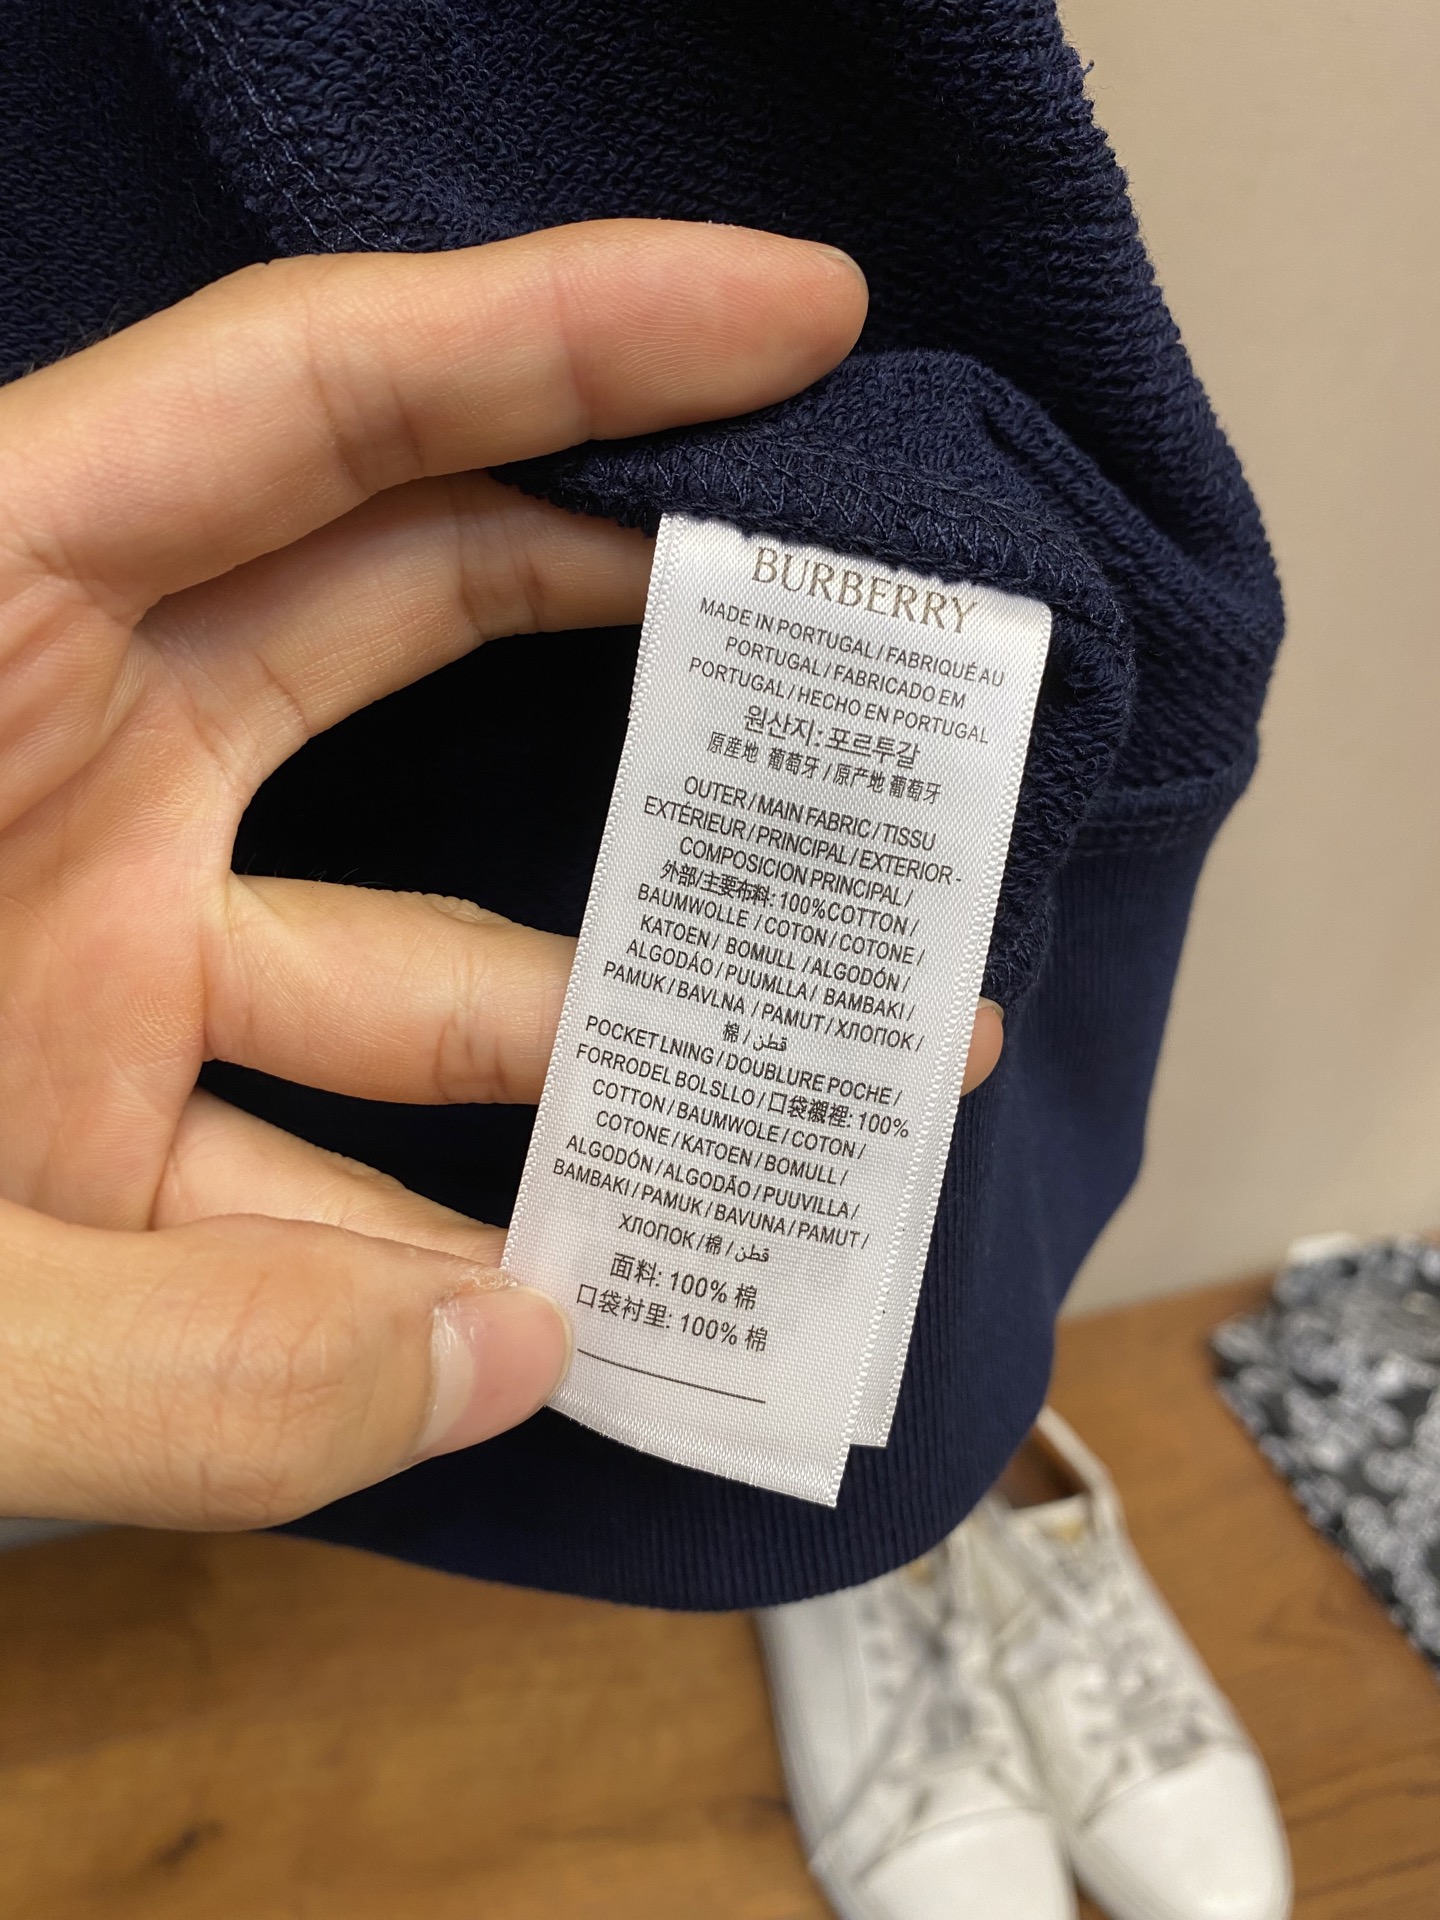 BURBERRY
MADE IN PORTUGAL / FABRIQUÉ AU
PORTUGAL / FABRICADO EM
PORTUGAL / HECHO EN PORTUGAL
원산지: 포르투갈
原産地 葡萄牙 / 原产地 葡萄牙
OUTER / MAIN FABRIC / TISSU
EXTÉRIEUR / PRINCIPAL / EXTERIOR -
COMPOSICION PRINCIPAL /
外部/主要布料: 100%COTTON /
BAUMWOLLE / COTON / COTONE /
KATOEN / BOMULL / ALGODÓN /
ALGODÁO / PUUMLLA / BAMBAKI /
PAMUK / BAVLNA / PAMUT / ХЛОПОК /
棉 / قطن
POCKET LNING / DOUBLURE POCHE /
FORRODEL BOLSLLO / 口袋襯裡: 100%
COTTON / BAUMWOLE / COTON /
COTONE / KATOEN / BOMULL /
ALGODÓN / ALGODÃO / PUUVILLA /
BAMBAKI / PAMUK / BAVUNA / PAMUT /
ХЛОПОК / 棉 / قطن
面料: 100% 棉
口袋衬里: 100% 棉